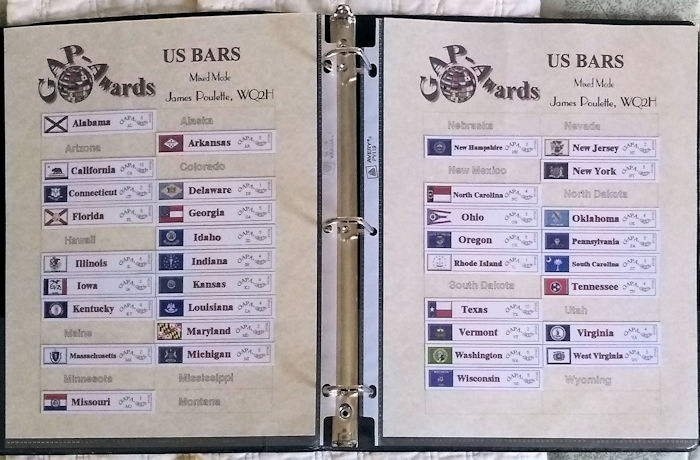 GAP-Awards
US BARS
Mixed Mode
James Poulette, WQ2H
Alabama Alaska
Arizona Arkansas
California Colorado
Connecticut Delaware
Florida Georgia
Hawaii Idaho
Illinois Indiana
Iowa Kansas
Kentucky Louisiana
Maine Maryland
Massachusetts Michigan
Minnesota Mississippi
Missouri Montana
AVERY
GAP-Awards
US BARS
Mixed Mode
James Poulette, WQ2H
Nebraska Nevada
New Hampshire New Jersey
New Mexico New York
North Carolina North Dakota
Ohio Oklahoma
Oregon Pennsylvania
Rhode Island South Carolina
South Dakota Tennessee
Texas Utah
Vermont Virginia
Washington West Virginia
Wisconsin Wyoming